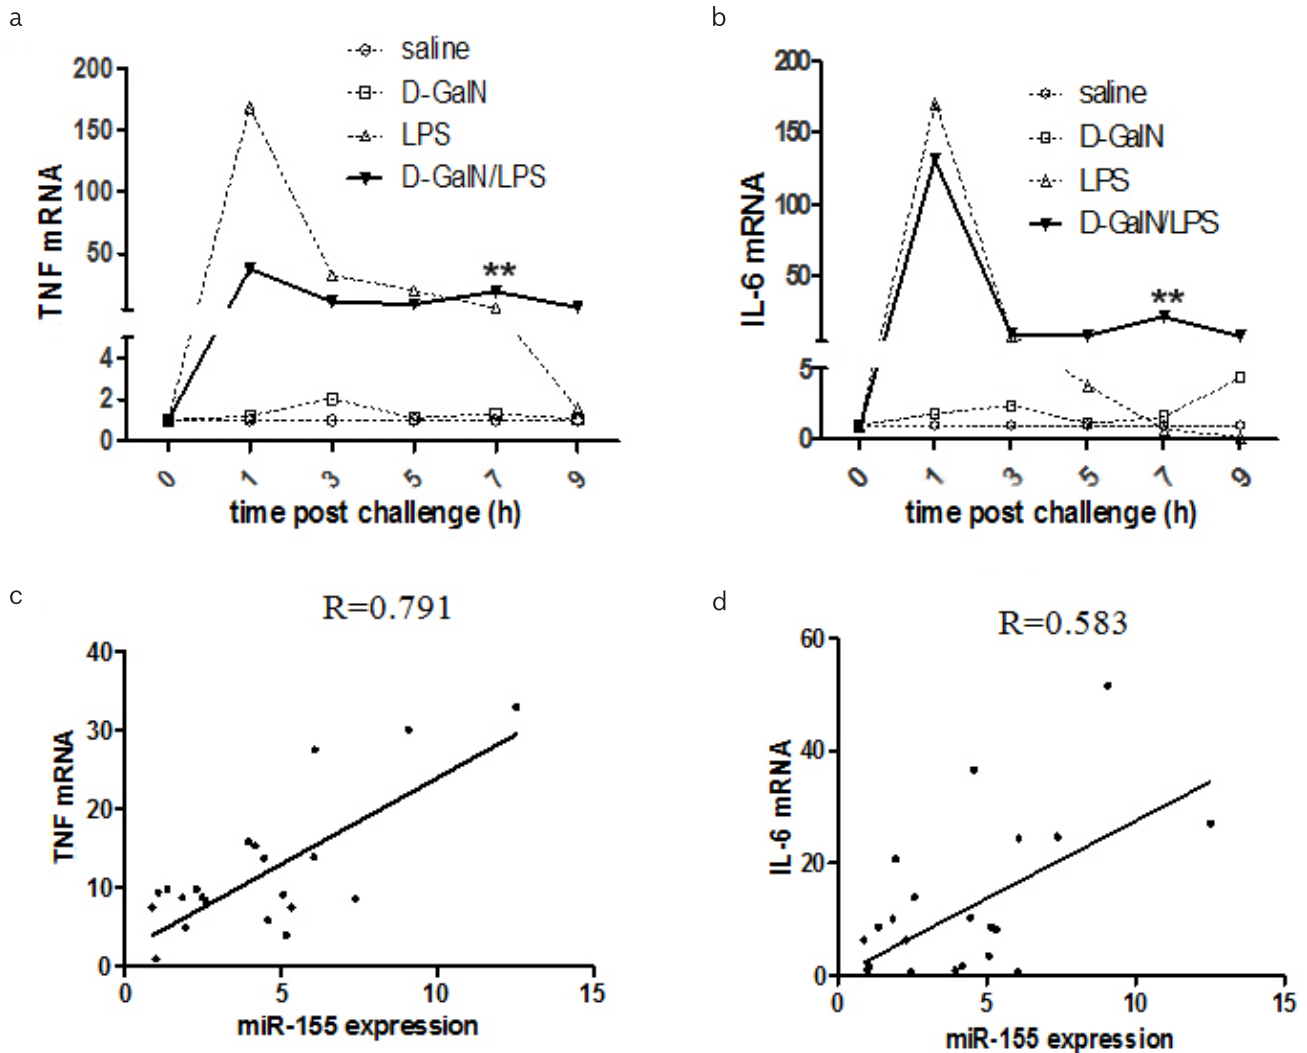 a
saline
D-GalN
LPS
D-GalN/LPS
TNF mRNA
200
150
100
50
4
2
0
**
0 1 3 5 7 9
time post challenge (h)
b
saline
D-GalN
LPS
D-GalN/LPS
IL-6 mRNA
200
150
100
50
5
0
**
0 1 3 5 7 9
time post challenge (h)
c
R=0.791
TNF mRNA
40
30
20
10
0
0 5 10 15
miR-155 expression
d
R=0.583
IL-6 mRNA
60
40
20
0
0 5 10 15
miR-155 expression